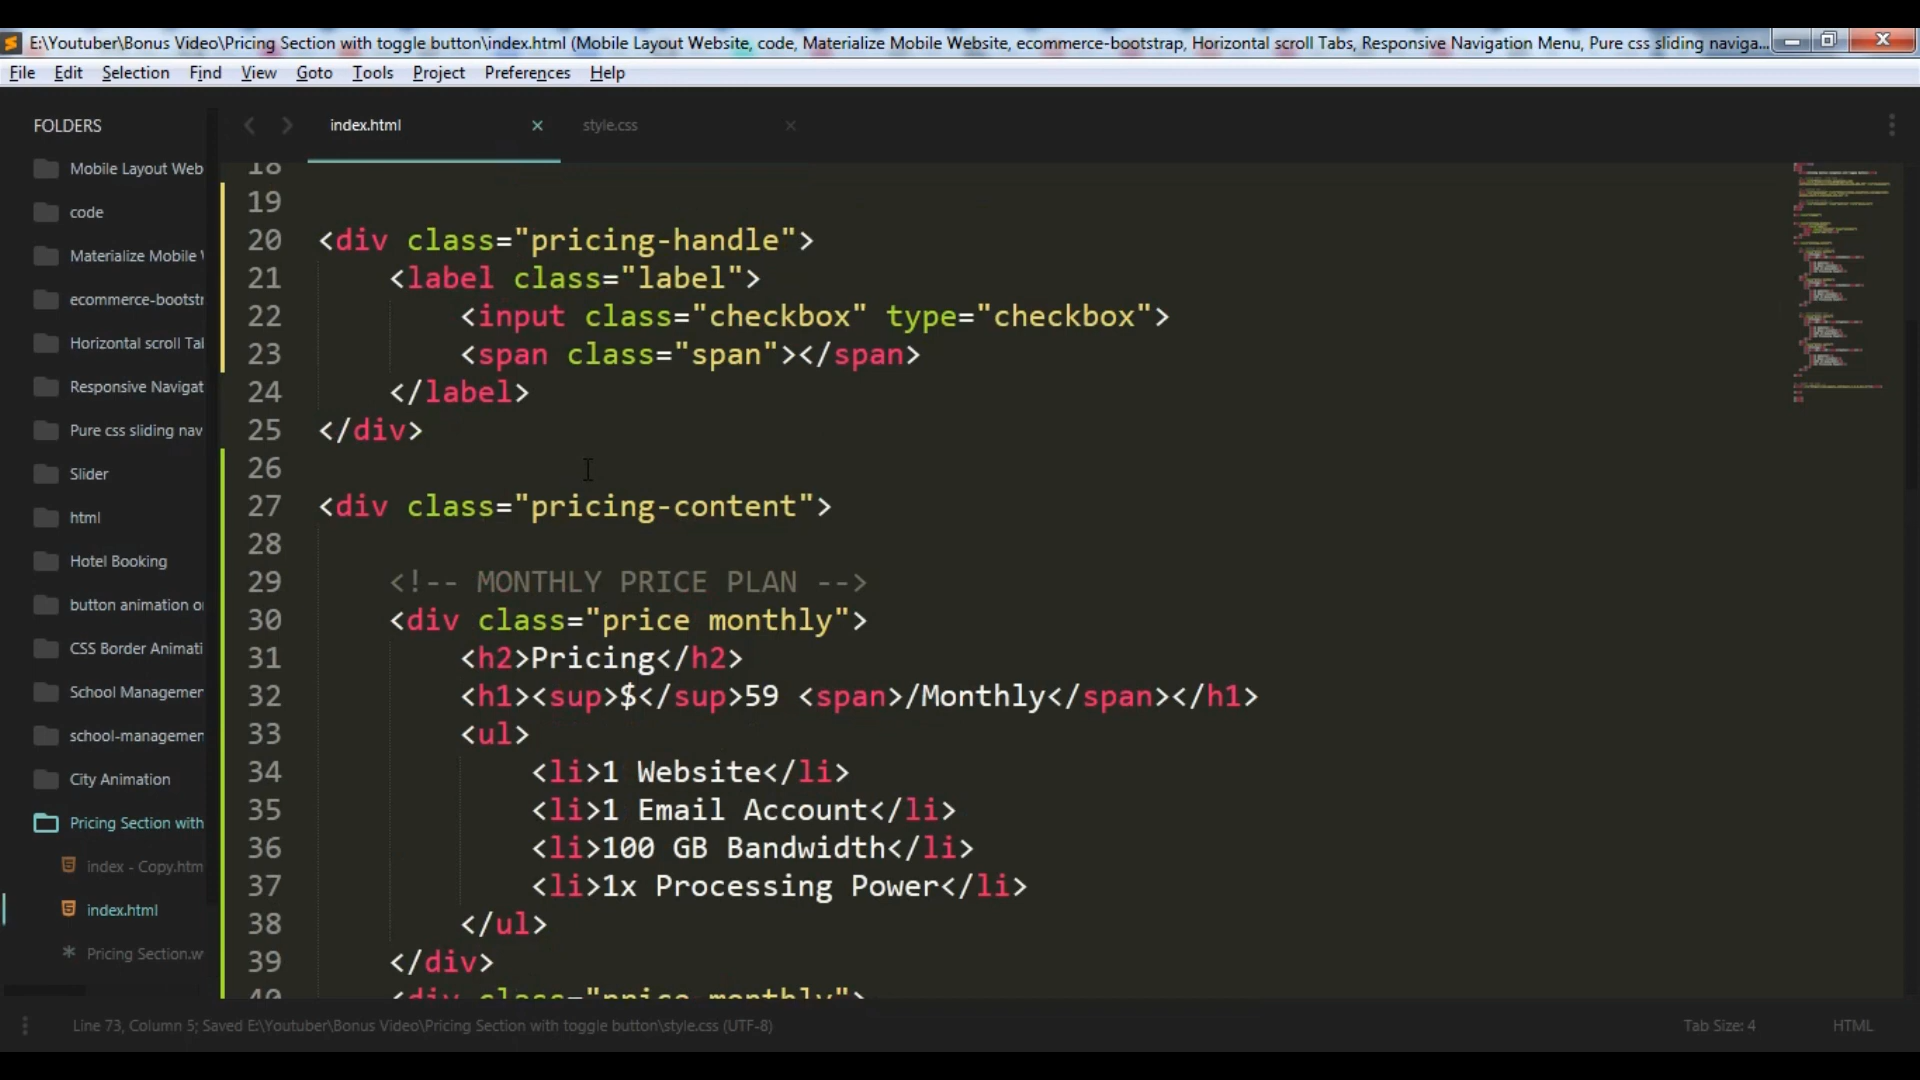 E:\Youtuber\Bonus Video\Pricing Section with toggle button\index.html (Mobile Layout Website, code, Materialize Mobile Website, ecommerce-bootstrap, Horizontal scroll Tabs, Responsive Navigation Menu, Pure css sliding naviga...
File Edit Selection Find View Goto Tools Project Preferences Help
FOLDERS
Mobile Layout Web
code
Materialize Mobile
ecommerce-bootstr
Horizontal scroll Tal
Responsive Navigat
Pure css sliding nav
Slider
html
Hotel Booking
button animation o
CSS Border Animati
School Managemer
school-managemen
City Animation
Pricing Section with
index - Copy.htm
index.html
Pricing Section.w
index.html × style.css ×
18
19
20 <div class="pricing-handle">
21 <label class="label">
22 <input class="checkbox" type="checkbox">
23 <span class="span"></span>
24 </label>
25 </div>
26
27 <div class="pricing-content">
28
29 <!-- MONTHLY PRICE PLAN -->
30 <div class="price monthly">
31 <h2>Pricing</h2>
32 <h1><sup>$</sup>59 <span>/Monthly</span></h1>
33 <ul>
34 <li>1 Website</li>
35 <li>1 Email Account</li>
36 <li>100 GB Bandwidth</li>
37 <li>1x Processing Power</li>
38 </ul>
39 </div>
40 <div class="price monthly">
Line 73, Column 5; Saved E:\Youtuber\Bonus Video\Pricing Section with toggle button\style.css (UTF-8)
Tab Size: 4 HTML